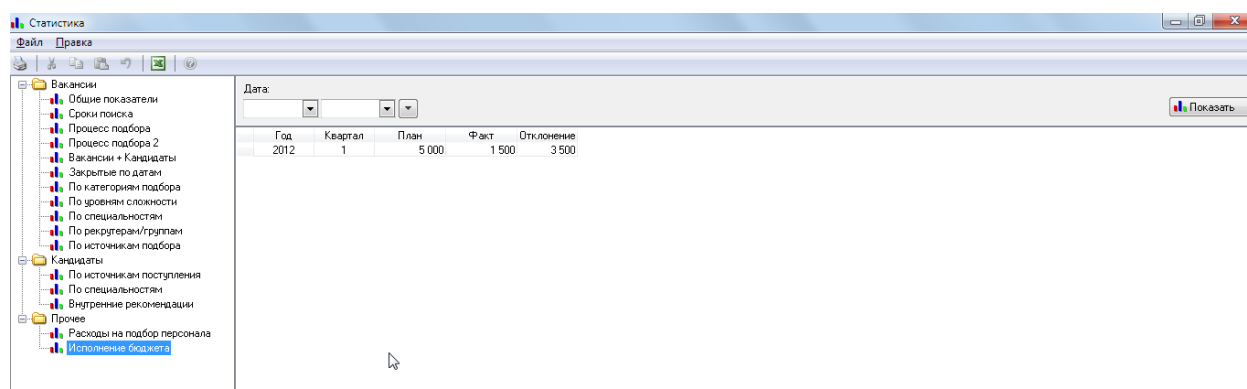 Статистика
Файл Правка
Вакансии
Общие показатели
Сроки поиска
Процесс подбора
Процесс подбора 2
Вакансии + Кандидаты
Закрытые по датам
По категориям подбора
По уровням сложности
По специальностям
По рекрутерам/группам
По источникам подбора
Кандидаты
По источникам поступления
По специальностям
Внутренние рекомендации
Прочее
Расходы на подбор персонала
Исполнение бюджета
Дата:
Показать
Год Квартал План Факт Отклонение
2012 1 5 000 1 500 3 500